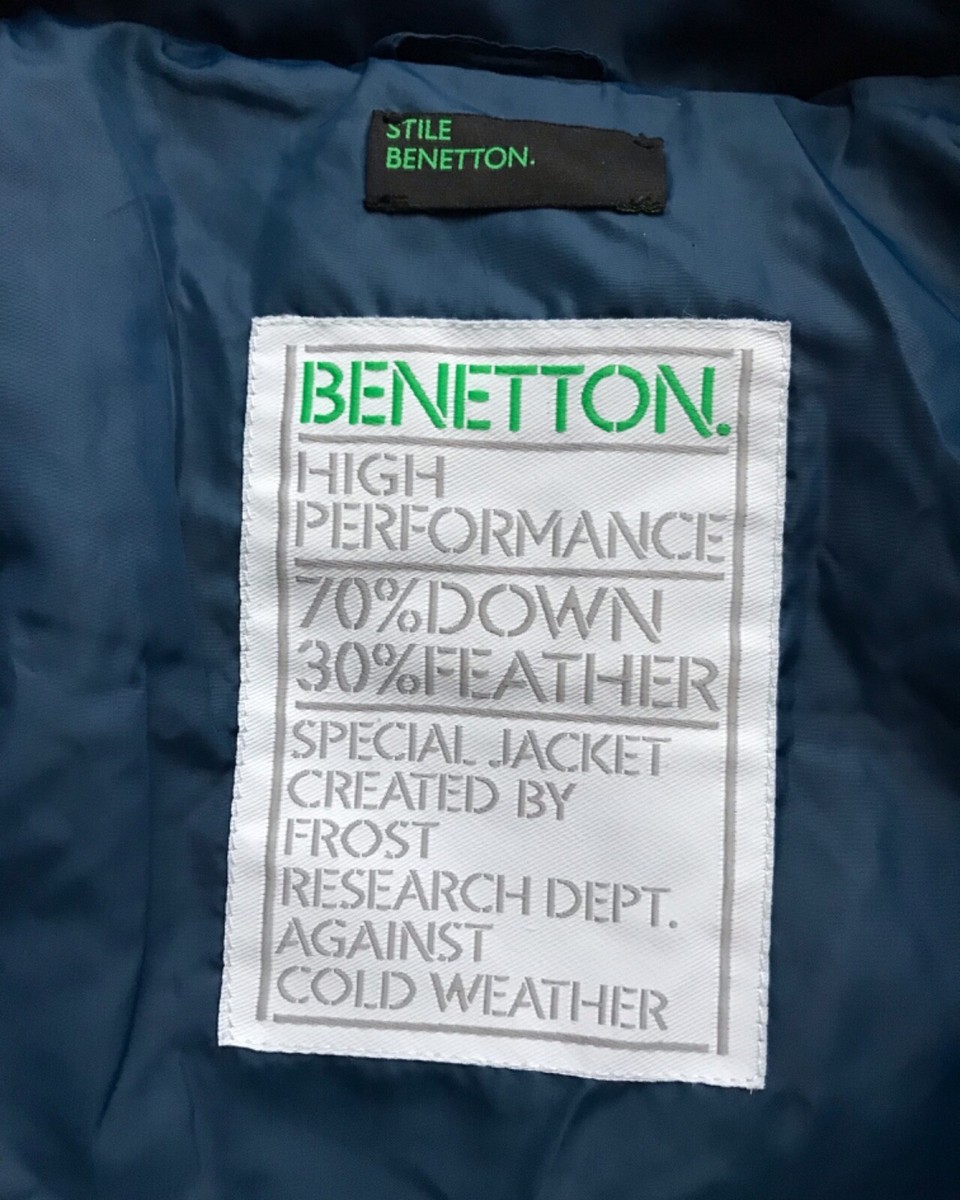 STILE
BENETTON.
BENETTON.
HIGH
PERFORMANCE
70%DOWN
30%FEATHER
SPECIAL JACKET
CREATED BY
FROST
RESEARCH DEPT.
AGAINST
COLD WEATHER